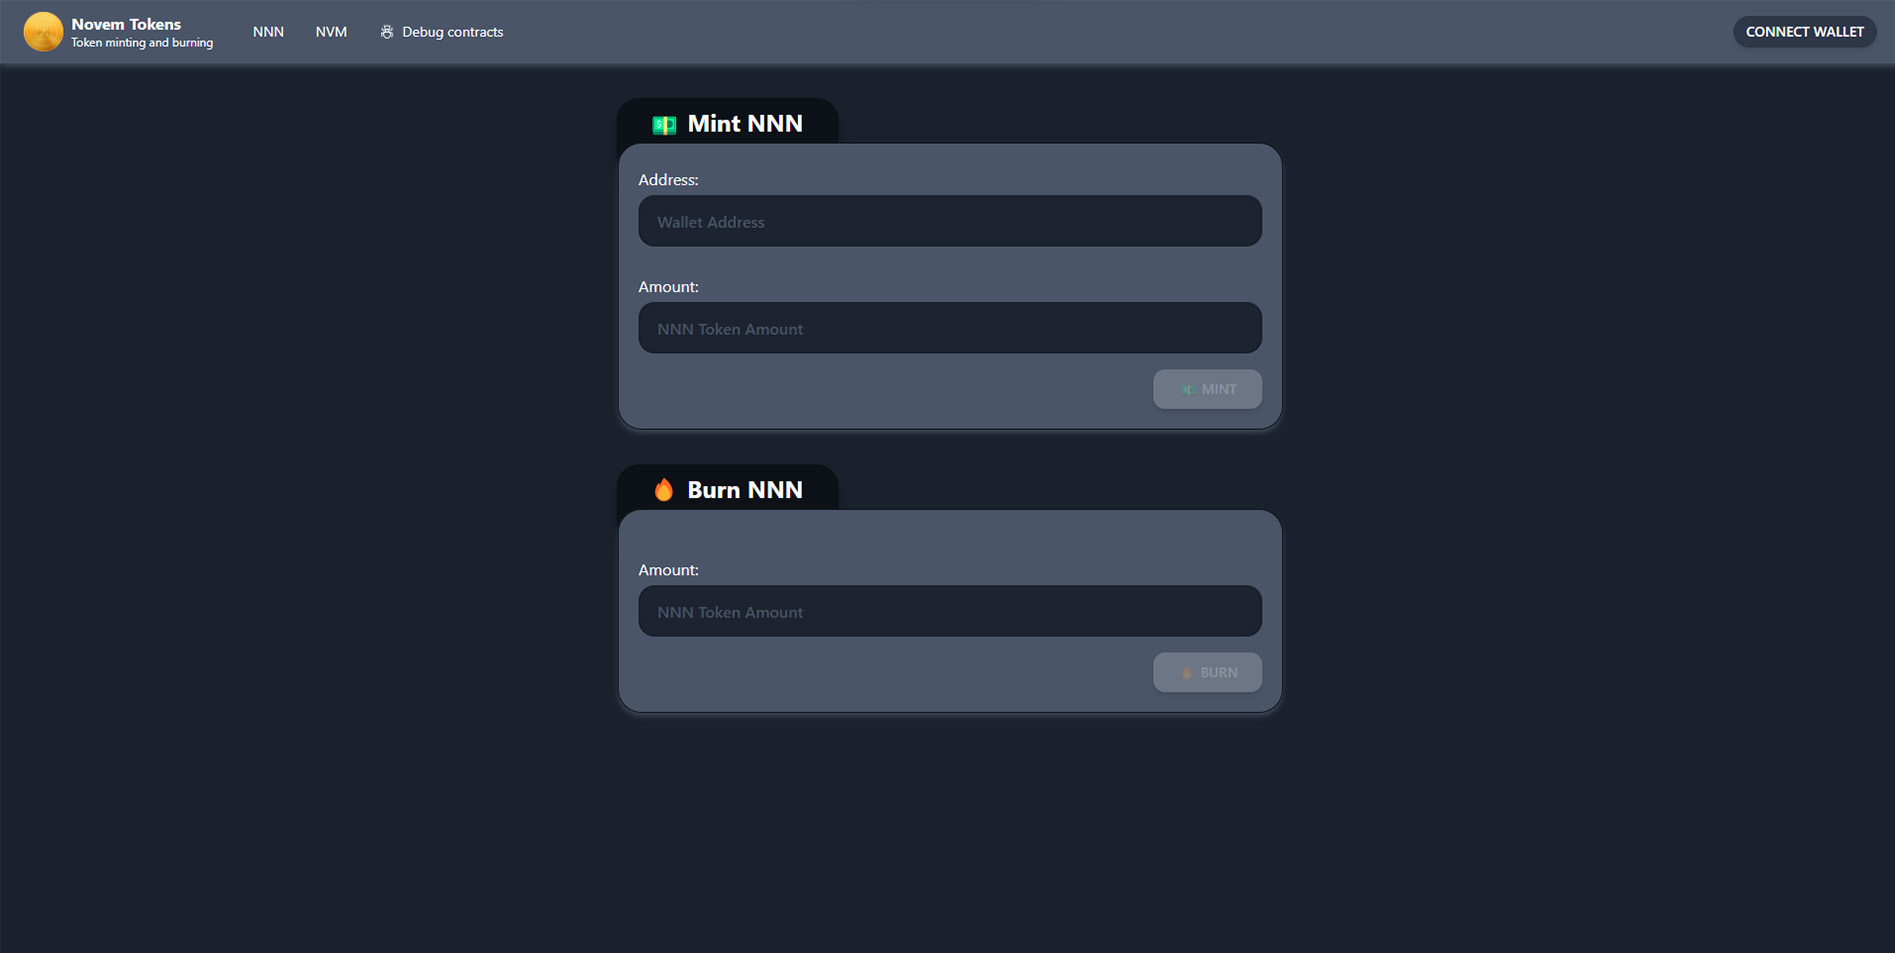 Novem Tokens
Token minting and burning
NNN
NVM
Debug contracts
CONNECT WALLET
Mint NNN
Address:
Wallet Address
Amount:
NNN Token Amount
MINT
Burn NNN
Amount:
NNN Token Amount
BURN